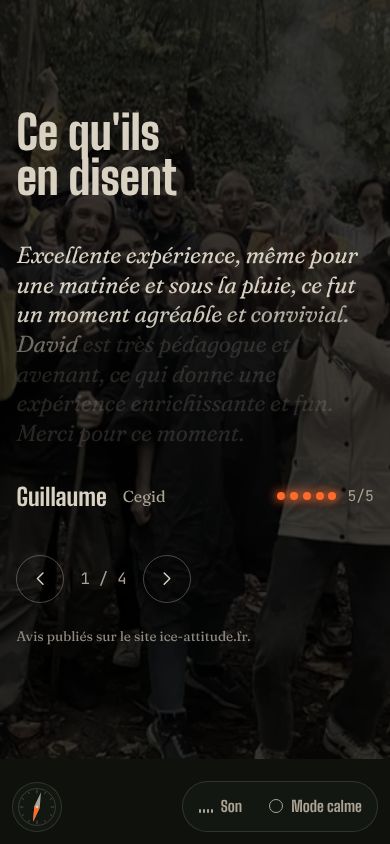 Ce qu'ils
en disent
Excellente expérience, même pour
une matinée et sous la pluie, ce fut
un moment agréable et convivial.
David est très pédagogue et
avenant, ce qui donne une
expérience enrichissante et fun.
Merci pour ce moment.
Guillaume Cegid 5/5
1 / 4
Avis publiés sur le site ice-attitude.fr.
Son Mode calme